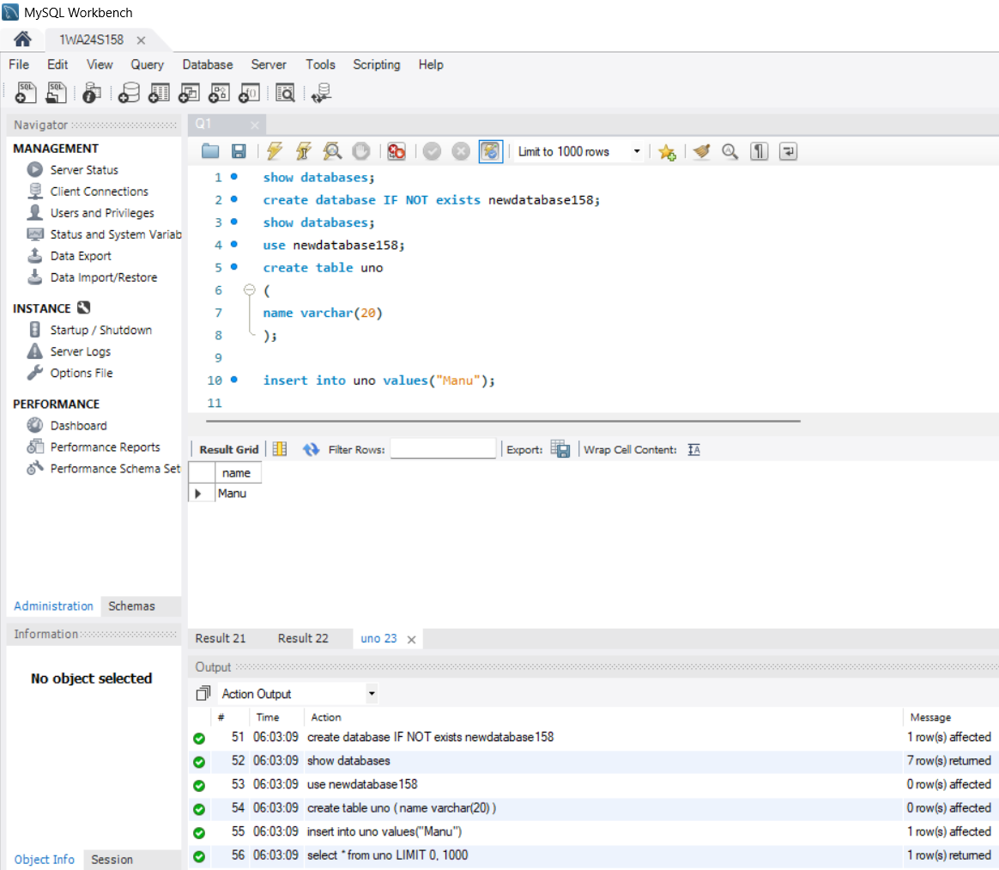 MySQL Workbench
1WA24S158
File Edit View Query Database Server Tools Scripting Help
Navigator
MANAGEMENT
Server Status
Client Connections
Users and Privileges
Status and System Variab
Data Export
Data Import/Restore
INSTANCE
Startup / Shutdown
Server Logs
Options File
PERFORMANCE
Dashboard
Performance Reports
Performance Schema Set
Administration Schemas
Information
No object selected
Object Info Session
Q1
Limit to 1000 rows
1 show databases;
2 create database IF NOT exists newdatabase158;
3 show databases;
4 use newdatabase158;
5 create table uno
6 (
7 name varchar(20)
8 );
9
10 insert into uno values("Manu");
11
Result Grid Filter Rows: Export: Wrap Cell Content:
name
Manu
Result 21 Result 22 uno 23
Output
Action Output
# Time Action Message
51 06:03:09 create database IF NOT exists newdatabase158 1 row(s) affected
52 06:03:09 show databases 7 row(s) returned
53 06:03:09 use newdatabase158 0 row(s) affected
54 06:03:09 create table uno ( name varchar(20) ) 0 row(s) affected
55 06:03:09 insert into uno values("Manu") 1 row(s) affected
56 06:03:09 select * from uno LIMIT 0, 1000 1 row(s) returned